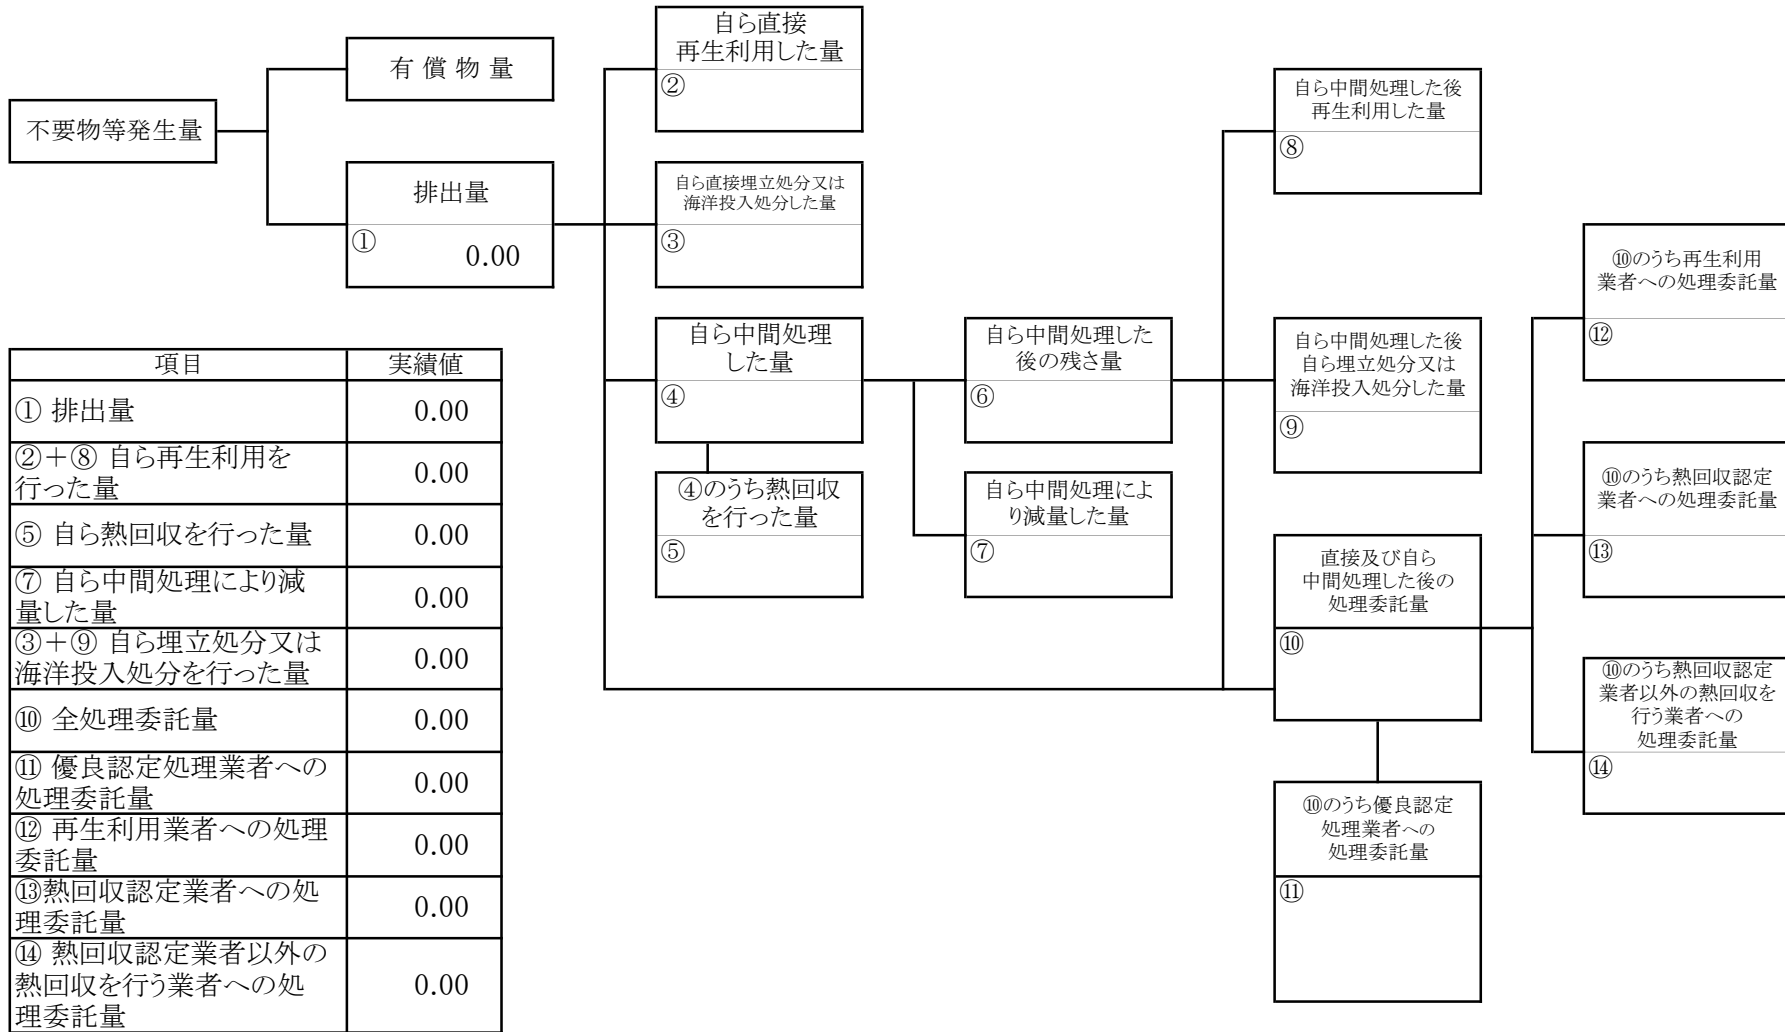 不要物等発生量
有 償 物 量
排出量
①
0.00
自ら直接
再生利用した量
②
自ら直接埋立処分又は
海洋投入処分した量
③
自ら中間処理
した量
④
④のうち熱回収
を行った量
⑤
自ら中間処理した
後の残さ量
⑥
自ら中間処理によ
り減量した量
⑦
自ら中間処理した後
再生利用した量
⑧
自ら中間処理した後
自ら埋立処分又は
海洋投入処分した量
⑨
直接及び自ら
中間処理した後の
処理委託量
⑩
⑩のうち優良認定
処理業者への
処理委託量
⑪
⑩のうち再生利用
業者への処理委託量
⑫
⑩のうち熱回収認定
業者への処理委託量
⑬
⑩のうち熱回収認定
業者以外の熱回収を
行う業者への
処理委託量
⑭
項目 実績値
① 排出量 0.00
②＋⑧ 自ら再生利用を
行った量 0.00
⑤ 自ら熱回収を行った量 0.00
⑦ 自ら中間処理により減
量した量 0.00
③＋⑨ 自ら埋立処分又は
海洋投入処分を行った量 0.00
⑩ 全処理委託量 0.00
⑪ 優良認定処理業者への
処理委託量 0.00
⑫ 再生利用業者への処理
委託量 0.00
⑬熱回収認定業者への処
理委託量 0.00
⑭ 熱回収認定業者以外の
熱回収を行う業者への処
理委託量 0.00